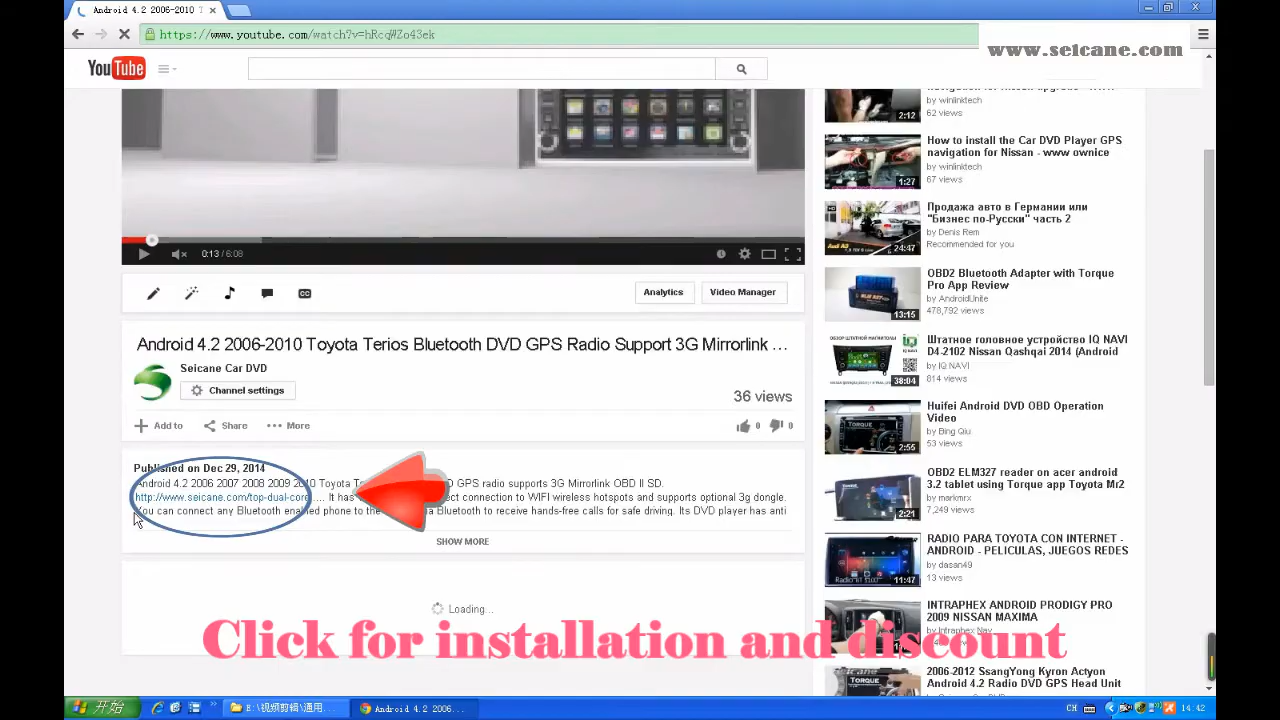 Android 4.2 2006-2010 T
https://www.youtube.com/watch?v=hRcqWZo43ek
www.seicane.com
YouTube
0:13 / 6:08
CC
Analytics
Video Manager
Android 4.2 2006-2010 Toyota Terios Bluetooth DVD GPS Radio Support 3G Mirrorlink ...
Seicane Car DVD
Channel settings
36 views
Add to
Share
More
0
0
Published on Dec 29, 2014
Android 4.2 2006 2007 2008 2009 2010 Toyota T D GPS radio supports 3G Mirrorlink OBD II SD.
http://www.seicane.com/top-dual-core ... It has ect connection to WIFI wireless hotspots and supports optional 3g dongle.
You can connect any Bluetooth enabled phone to the Bluetooth to receive hands-free calls for safe driving. Its DVD player has anti
SHOW MORE
Loading...
Click for installation and discount
by winlinktech
62 views
2:12
How to install the Car DVD Player GPS
navigation for Nissan - www ownice
by winlinktech
67 views
1:27
Продажа авто в Германии или
"Бизнес по-Русски" часть 2
by Denis Rem
Recommended for you
24:47
OBD2 Bluetooth Adapter with Torque
Pro App Review
by AndroidUnite
478,792 views
13:15
Штатное головное устройство IQ NAVI
D4-2102 Nissan Qashqai 2014 (Android
by IQ NAVI
814 views
38:04
Huifei Android DVD OBD Operation
Video
by Bing Qiu
55 views
2:53
OBD2 ELM327 reader on acer android
3.2 tablet using Torque app Toyota Mr2
by markmrx
7,249 views
2:21
RADIO PARA TOYOTA CON INTERNET -
ANDROID - PELICULAS, JUEGOS REDES
by dasan49
13 views
11:47
INTRAPHEX ANDROID PRODIGY PRO
2009 NISSAN MAXIMA
by Intraphex Nav
2006-2012 SsangYong Kyron Actyon
Android 4.2 Radio DVD GPS Head Unit
开始
E:\视频剪辑\通用...
Android 4.2 2006...
CH
14:42